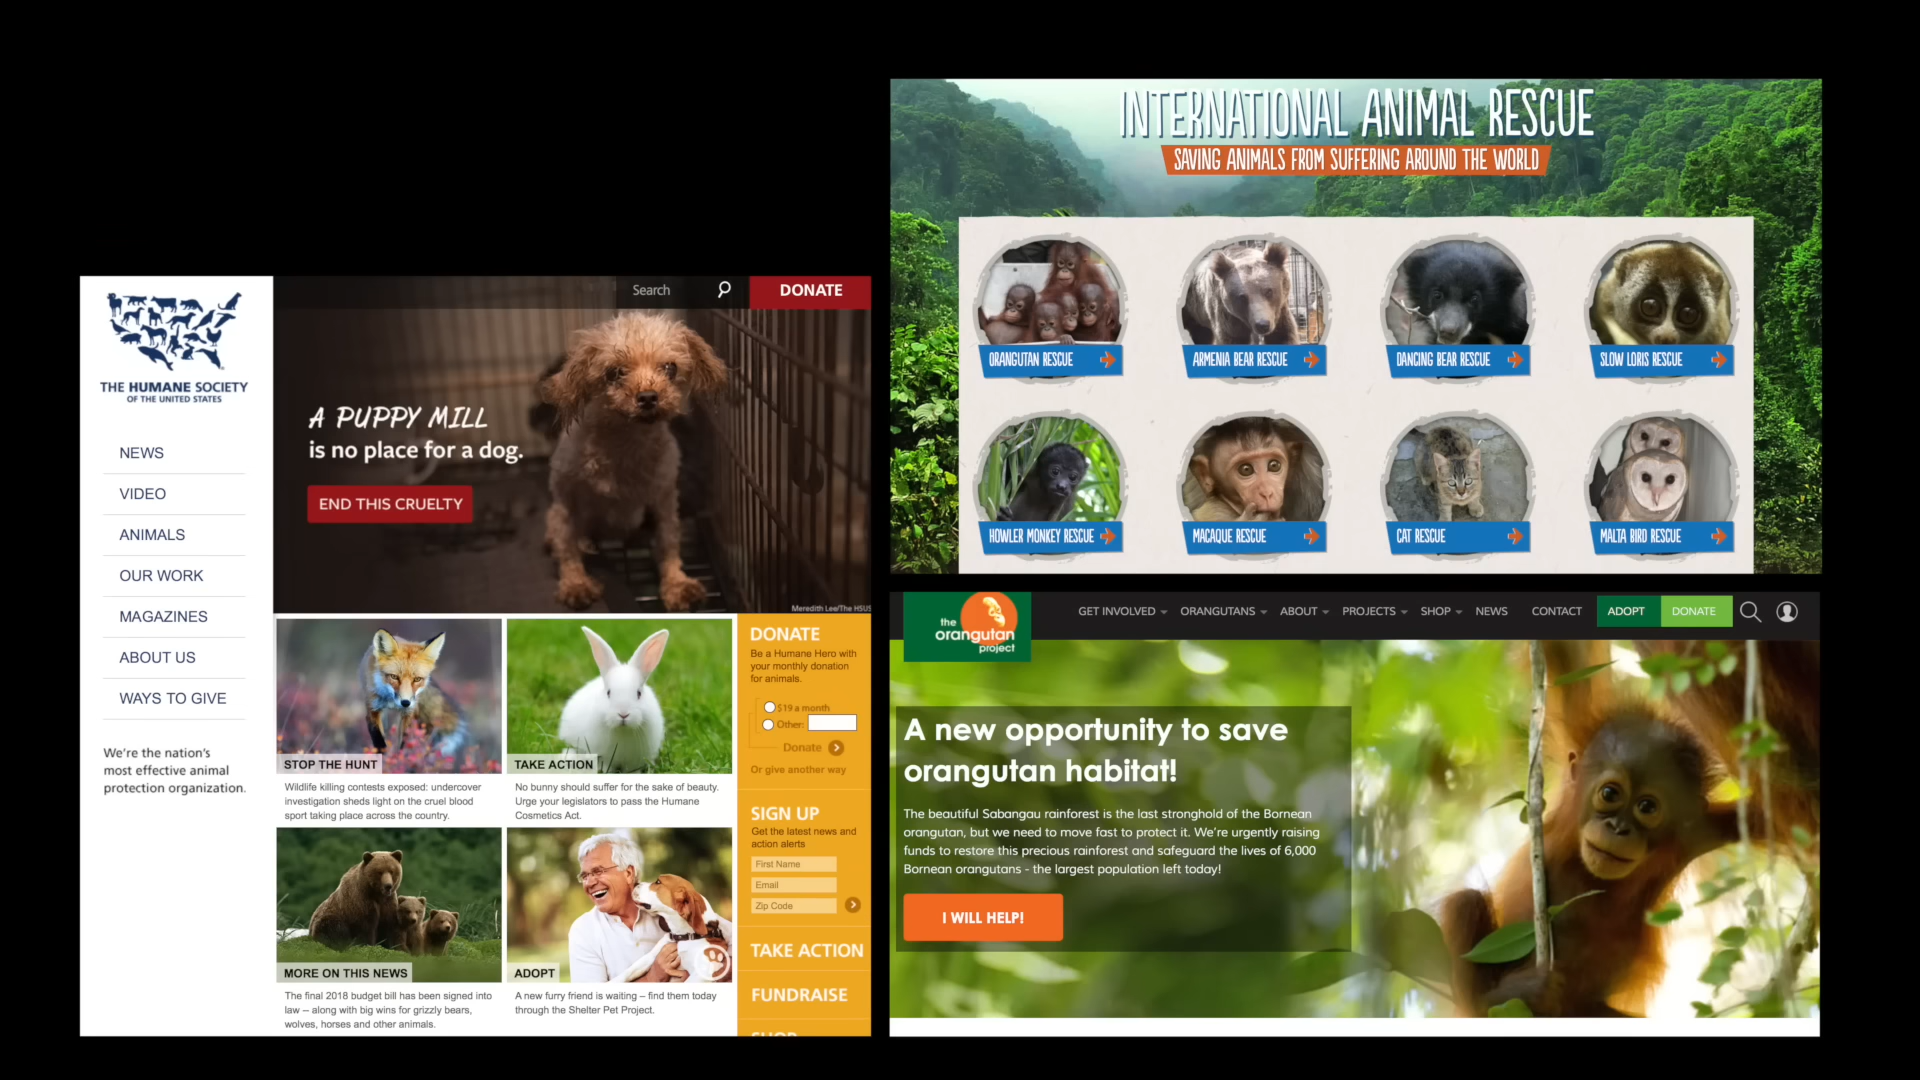 THE HUMANE SOCIETY
OF THE UNITED STATES
NEWS
VIDEO
ANIMALS
OUR WORK
MAGAZINES
ABOUT US
WAYS TO GIVE
We're the nation's
most effective animal
protection organization.
Search
DONATE
A PUPPY MILL
is no place for a dog.
END THIS CRUELTY
Meredith Lee/The HSUS
STOP THE HUNT
Wildlife killing contests exposed: undercover
investigation sheds light on the cruel blood
sport taking place across the country.
TAKE ACTION
No bunny should suffer for the sake of beauty.
Urge your legislators to pass the Humane
Cosmetics Act.
MORE ON THIS NEWS
The final 2018 budget bill has been signed into
law -- along with big wins for grizzly bears,
wolves, horses and other animals.
ADOPT
A new furry friend is waiting – find them today
through the Shelter Pet Project.
DONATE
Be a Humane Hero with
your monthly donation
for animals.
$19 a month
Other:
Donate
Or give another way
SIGN UP
Get the latest news and
action alerts
First Name
Email
Zip Code
TAKE ACTION
FUNDRAISE
SHOP
INTERNATIONAL ANIMAL RESCUE
SAVING ANIMALS FROM SUFFERING AROUND THE WORLD
ORANGUTAN RESCUE
ARMENIA BEAR RESCUE
DANCING BEAR RESCUE
SLOW LORIS RESCUE
HOWLER MONKEY RESCUE
MACAQUE RESCUE
CAT RESCUE
MALTA BIRD RESCUE
the
orangutan
project
GET INVOLVED
ORANGUTANS
ABOUT
PROJECTS
SHOP
NEWS
CONTACT
ADOPT
DONATE
A new opportunity to save
orangutan habitat!
The beautiful Sabangau rainforest is the last stronghold of the Bornean
orangutan, but we need to move fast to protect it. We're urgently raising
funds to restore this precious rainforest and safeguard the lives of 6,000
Bornean orangutans - the largest population left today!
I WILL HELP!